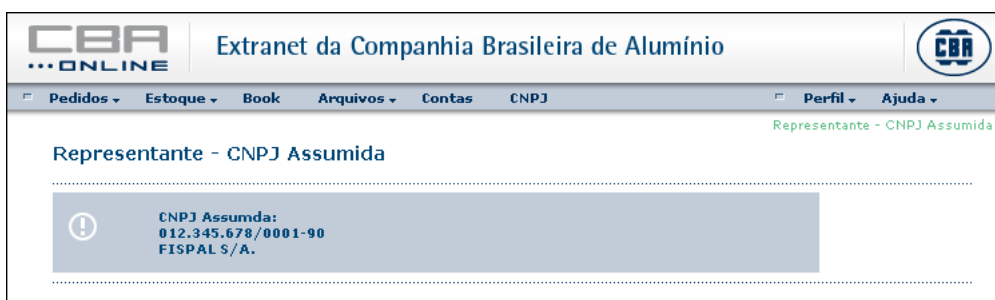 CBA
...ONLINE
Extranet da Companhia Brasileira de Alumínio
CBA
Pedidos Estoque Book Arquivos Contas CNPJ Perfil Ajuda
Representante - CNPJ Assumida
Representante - CNPJ Assumida
CNPJ Assumda:
012.345.678/0001-90
FISPAL S/A.